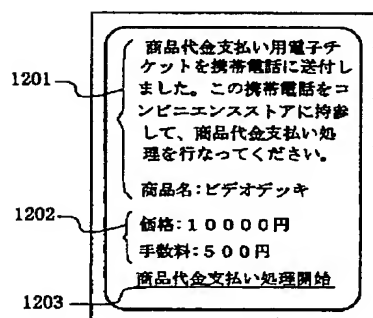 商品代金支払い用電子チ
ケットを携帯電話に送付し
ました。この携帯電話をコ
ンビニエンスストアに持参
して、商品代金支払い処
理を行なってください。
商品名:ビデオデッキ
価格:10000円
手数料:500円
商品代金支払い処理開始
1201
1202
1203